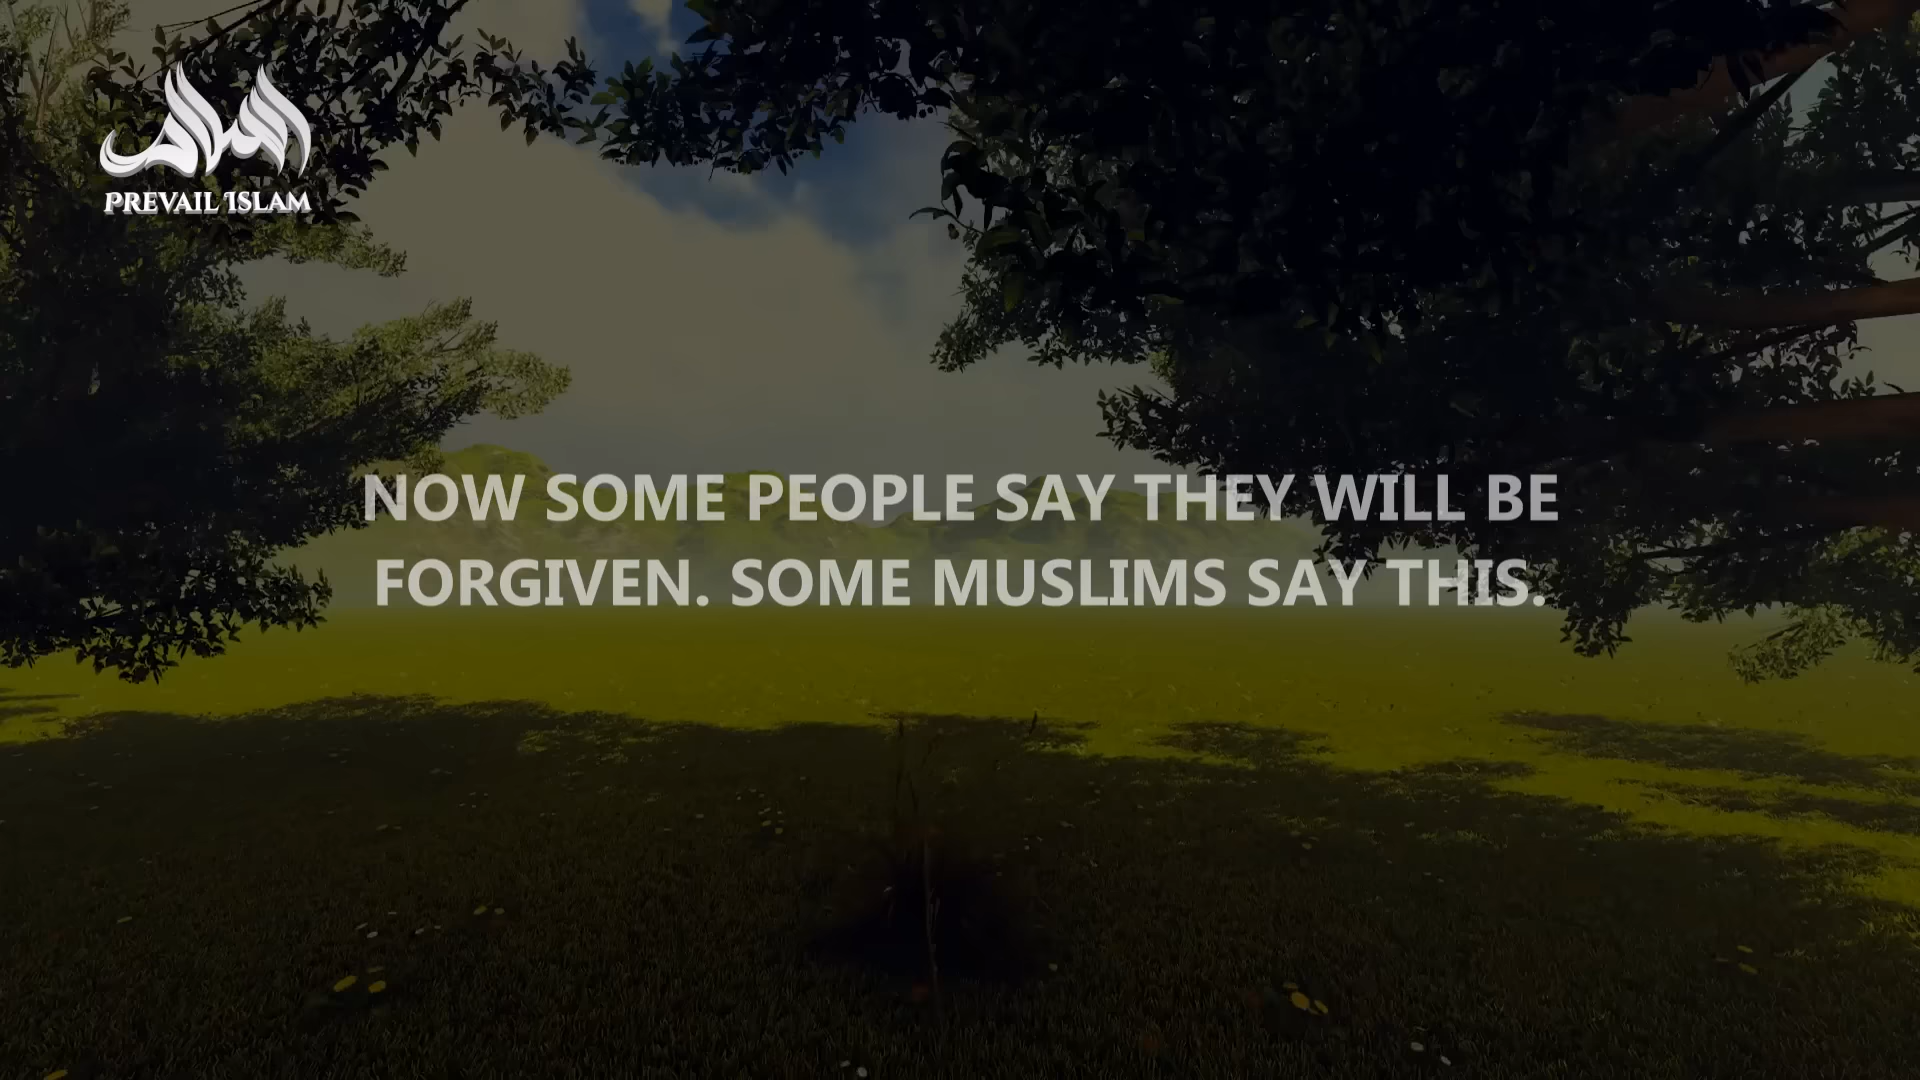 PREVAIL ISLAM
NOW SOME PEOPLE SAY THEY WILL BE
FORGIVEN. SOME MUSLIMS SAY THIS.